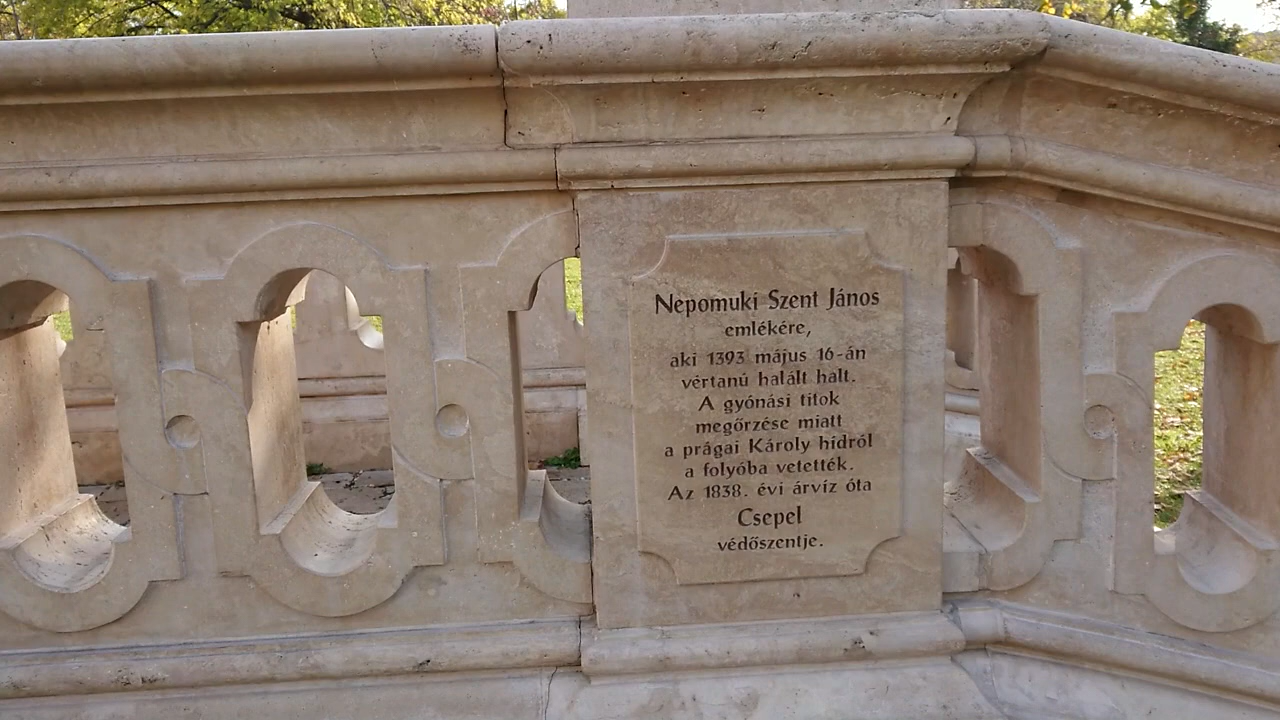 Nepomuki Szent János
emlékére,
aki 1393 május 16-án
vértanú halált halt.
A gyónási titok
megőrzése miatt
a prágai Károly hídról
a folyóba vetették.
Az 1838. évi árvíz óta
Csepel
védőszentje.